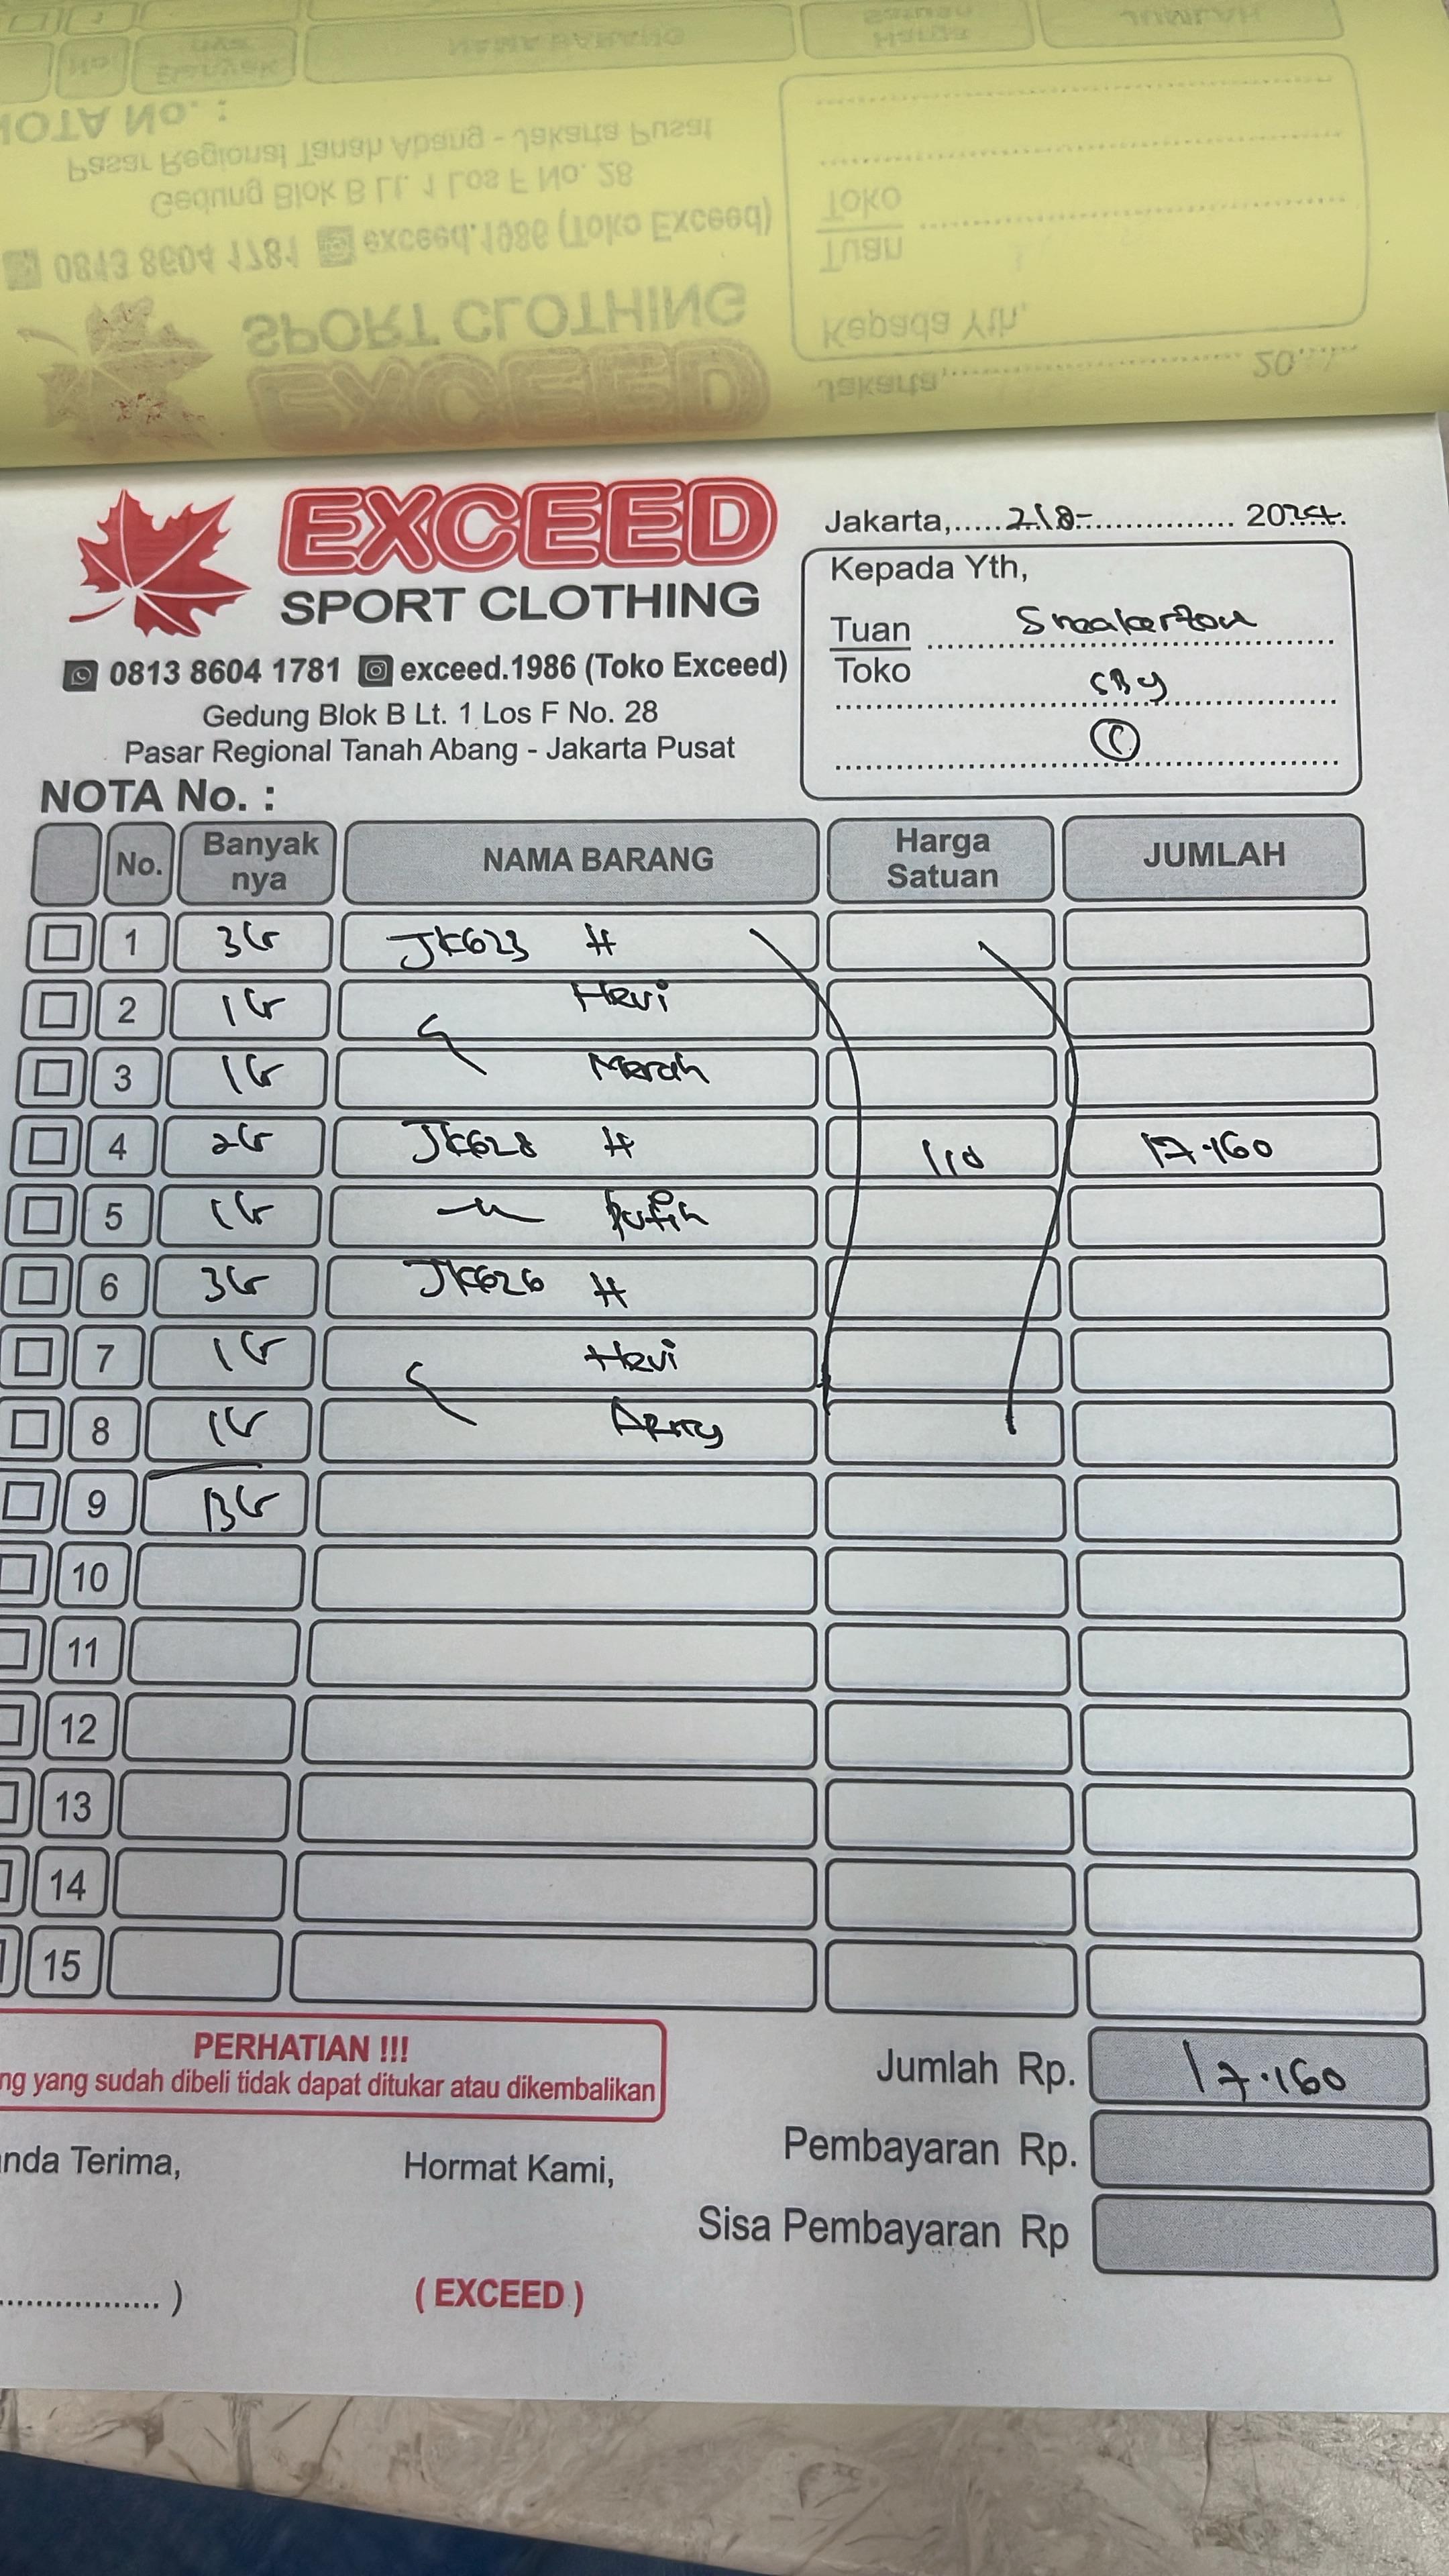 EXCEED
SPORT CLOTHING
0813 8604 1781 exceed.1986 (Toko Exceed)
Gedung Blok B Lt. 1 Los F No. 28
Pasar Regional Tanah Abang - Jakarta Pusat
NOTA No. :
Jakarta,.....2/8-............... 2024.
Kepada Yth,
Tuan
Toko
SBY
No. Banyak nya NAMA BARANG Harga Satuan JUMLAH
1 3G JK623 H
2 1G Hevi
3 1G Merah
4 2G JK628 H 110 17.160
5 1G Putih
6 3G JK626 H
7 1G Hevi
8 1G Army
9 13G
10
11
12
13
14
15
PERHATIAN !!!
ng yang sudah dibeli tidak dapat ditukar atau dikembalikan
nda Terima,
Hormat Kami,
Jumlah Rp. 17.160
Pembayaran Rp.
Sisa Pembayaran Rp
................. )
( EXCEED )